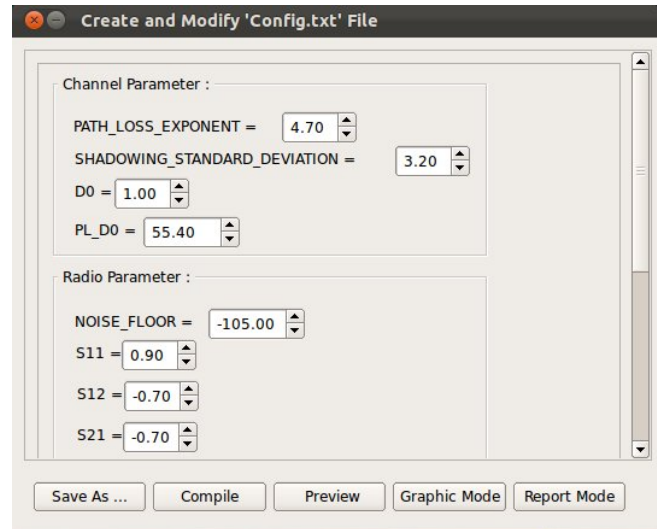 Create and Modify 'Config.txt' File
Channel Parameter :
PATH_LOSS_EXPONENT = 4.70
SHADOWING_STANDARD_DEVIATION = 3.20
D0 = 1.00
PL_D0 = 55.40
Radio Parameter :
NOISE_FLOOR = -105.00
S11 = 0.90
S12 = -0.70
S21 = -0.70
Save As ... Compile Preview Graphic Mode Report Mode